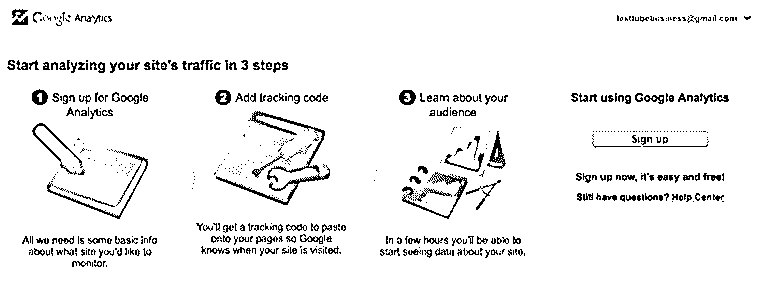 Google Analytics
Start analyzing your site's traffic in 3 steps
1 Sign up for Google
Analytics
2 Add tracking code
3 Learn about your
audience
Start using Google Analytics
Sign up
Sign up now, it's easy and free!
Still have questions? Help Center
All we need is some basic info
about what site you'd like to
monitor.
You'll get a tracking code to paste
onto your pages so Google
knows when your site is visited.
In a few hours you'll be able to
start seeing data about your site.